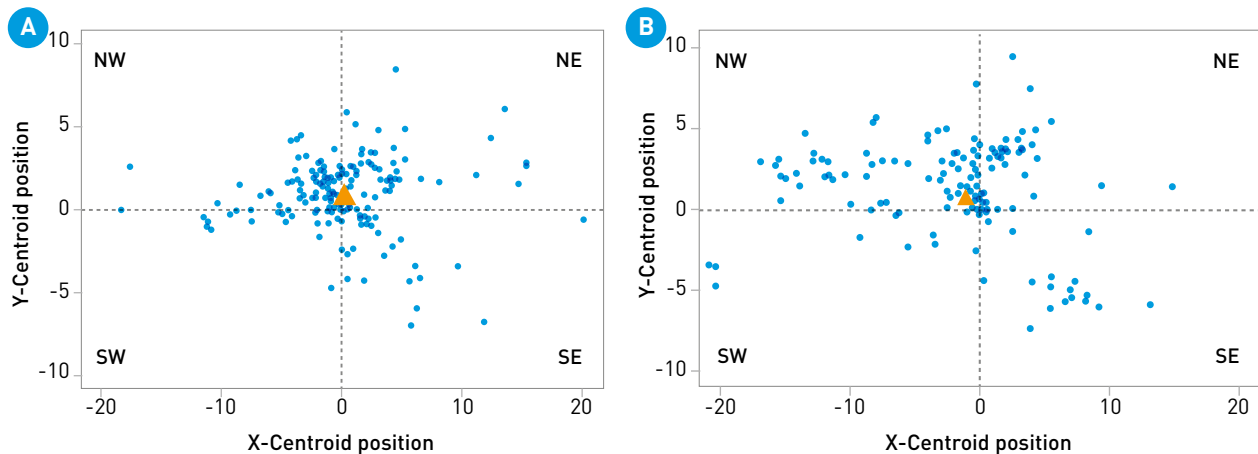 A
10
5
0
-5
-10
Y-Centroid position
NW
NE
SW
SE
-20
-10
0
10
20
X-Centroid position
B
10
5
0
-5
-10
Y-Centroid position
NW
NE
SW
SE
-20
-10
0
10
20
X-Centroid position